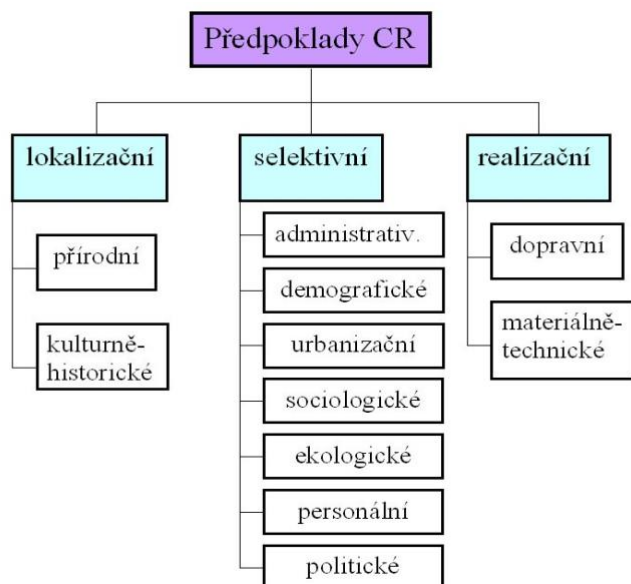 Předpoklady CR
lokalizační
přírodní
kulturně-
historické
selektivní
administrativ.
demografické
urbanizační
sociologické
ekologické
personální
politické
realizační
dopravní
materiálně-
technické